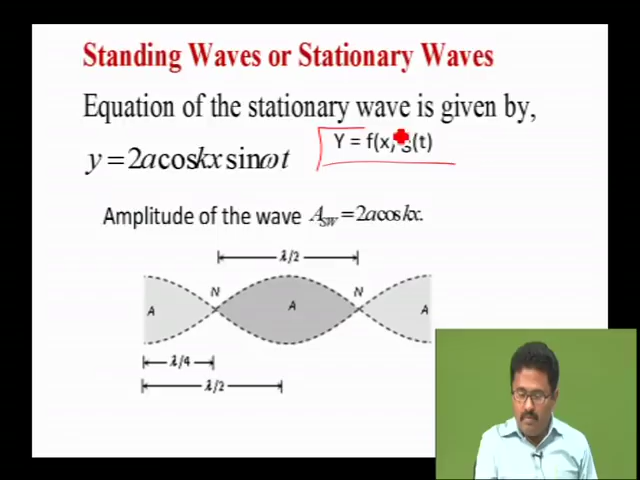 Standing Waves or Stationary Waves
Equation of the stationary wave is given by,
y = 2a cos kx sin ωt
Y = f(x) g(t)
Amplitude of the wave A_SW = 2a cos kx.
λ/2
N
N
A
A
A
λ/4
λ/2